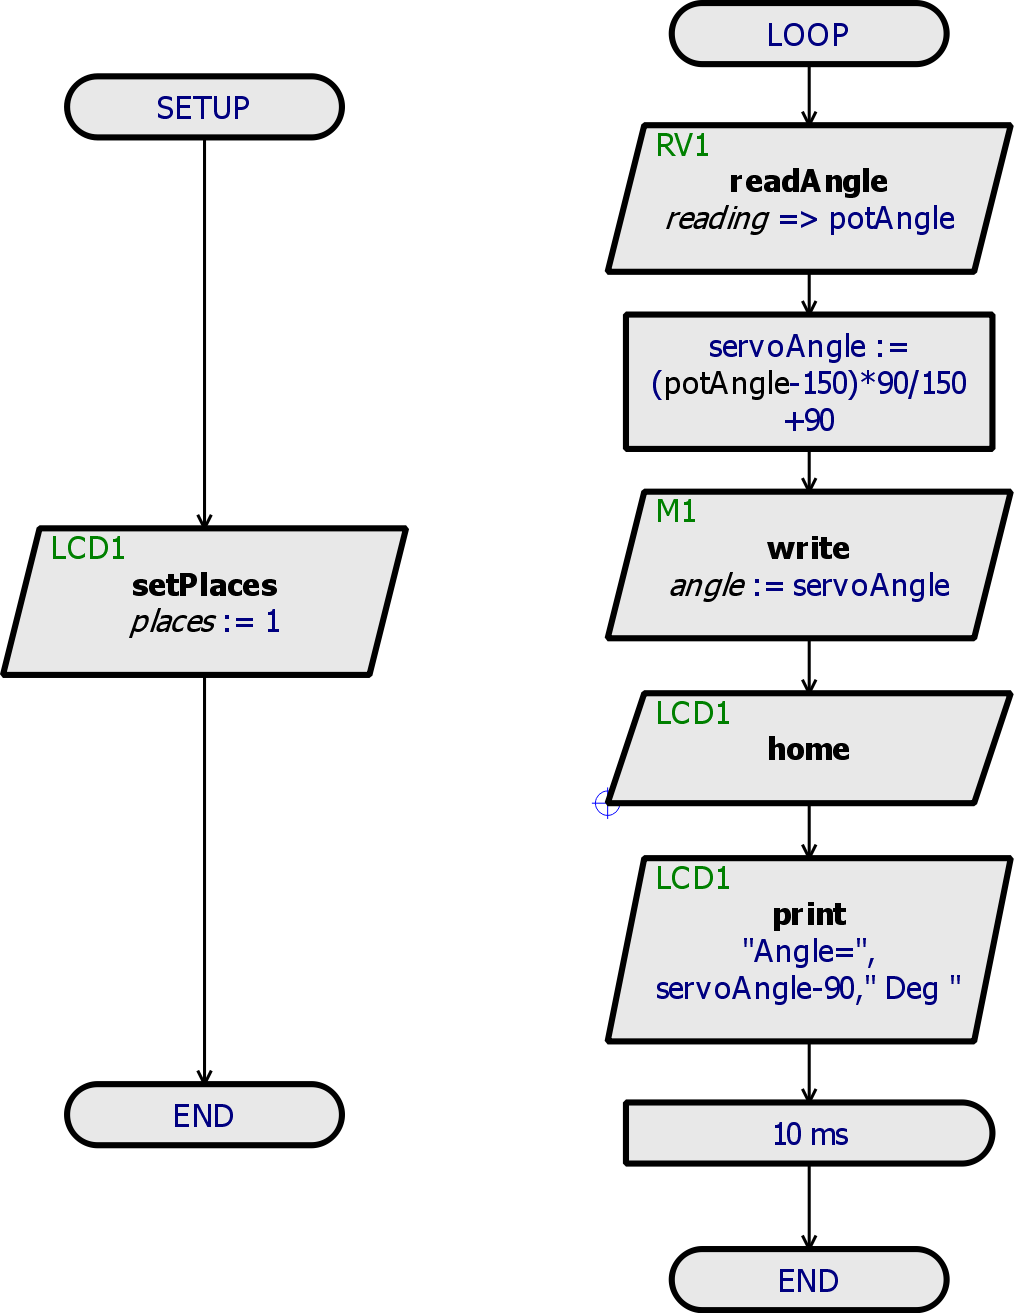 SETUP
LCD1
setPlaces
places := 1
END
LOOP
RV1
readAngle
reading => potAngle
servoAngle :=
(potAngle-150)*90/150
+90
M1
write
angle := servoAngle
LCD1
home
LCD1
print
"Angle=",
servoAngle-90," Deg "
10 ms
END